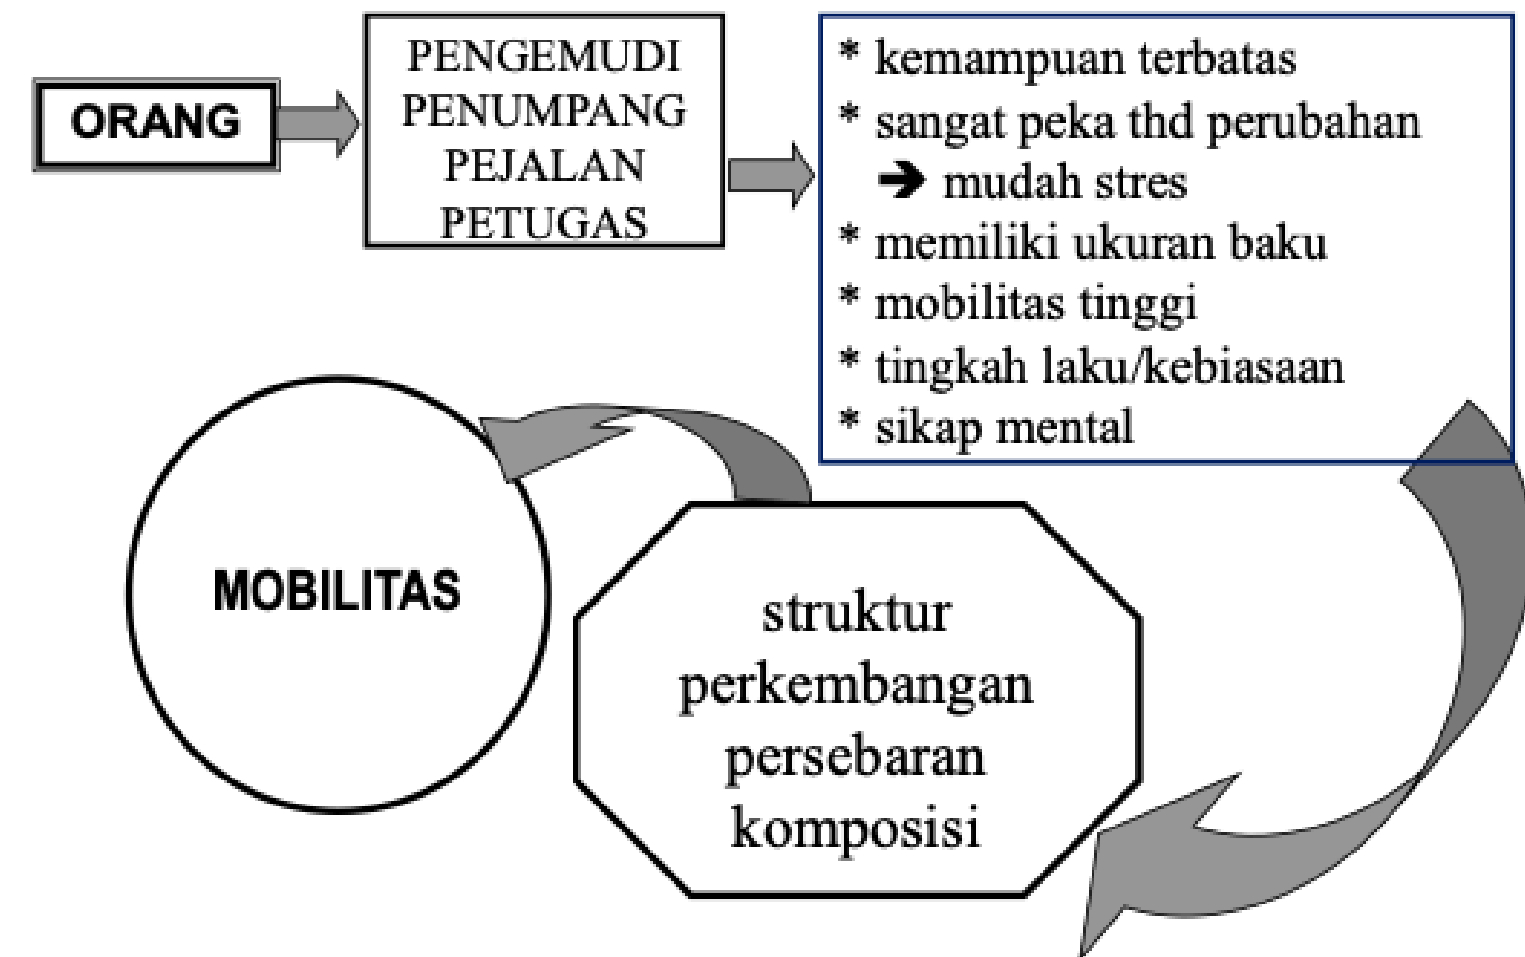 ORANG
PENGEMUDI
PENUMPANG
PEJALAN
PETUGAS
* kemampuan terbatas
* sangat peka thd perubahan
➔ mudah stres
* memiliki ukuran baku
* mobilitas tinggi
* tingkah laku/kebiasaan
* sikap mental
struktur
perkembangan
persebaran
komposisi
MOBILITAS